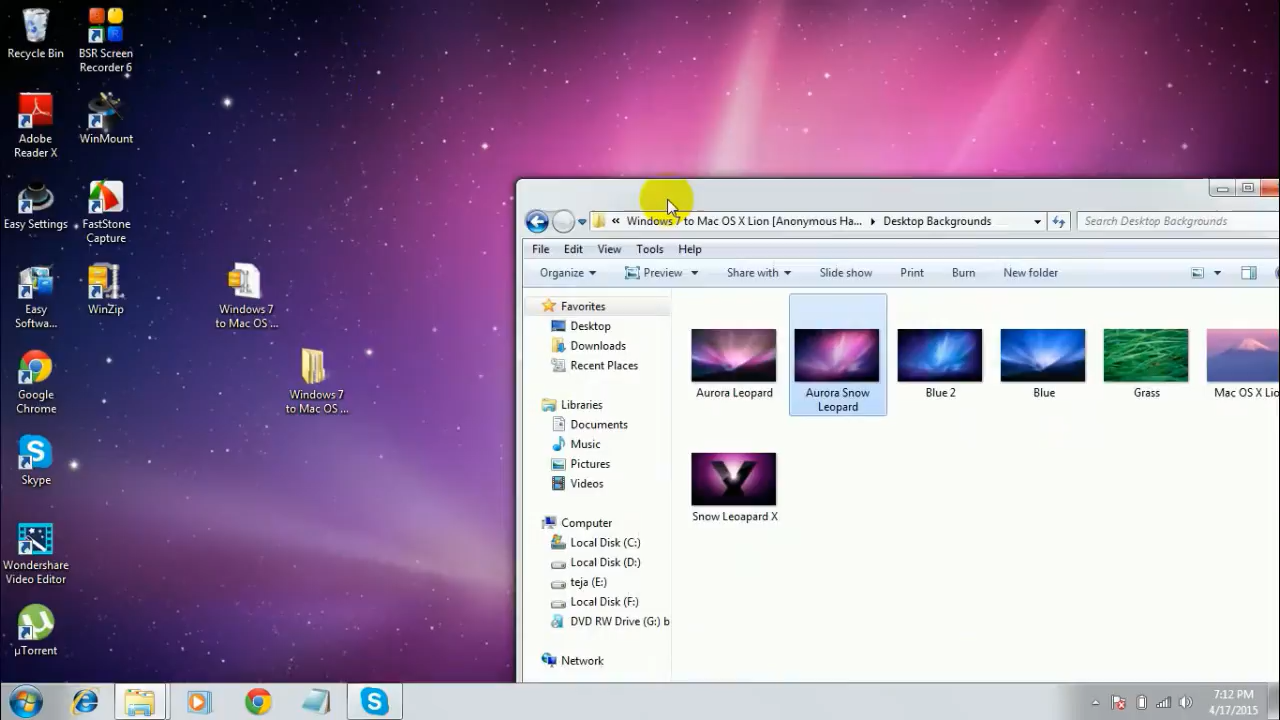 Recycle Bin
BSR Screen
Recorder 6
Adobe
Reader X
WinMount
Easy Settings
FastStone
Capture
Easy
Softwa...
WinZip
Google
Chrome
Skype
Wondershare
Video Editor
µTorrent
Windows 7
to Mac OS ...
Windows 7
to Mac OS ...
« Windows 7 to Mac OS X Lion [Anonymous Ha... Desktop Backgrounds
Search Desktop Backgrounds
File Edit View Tools Help
Organize Preview Share with Slide show Print Burn New folder
Favorites
Desktop
Downloads
Recent Places
Libraries
Documents
Music
Pictures
Videos
Computer
Local Disk (C:)
Local Disk (D:)
teja (E:)
Local Disk (F:)
DVD RW Drive (G:) b
Network
Aurora Leopard
Aurora Snow
Leopard
Blue 2
Blue
Grass
Mac OS X Lio
Snow Leoapard X
7:12 PM
4/17/2015